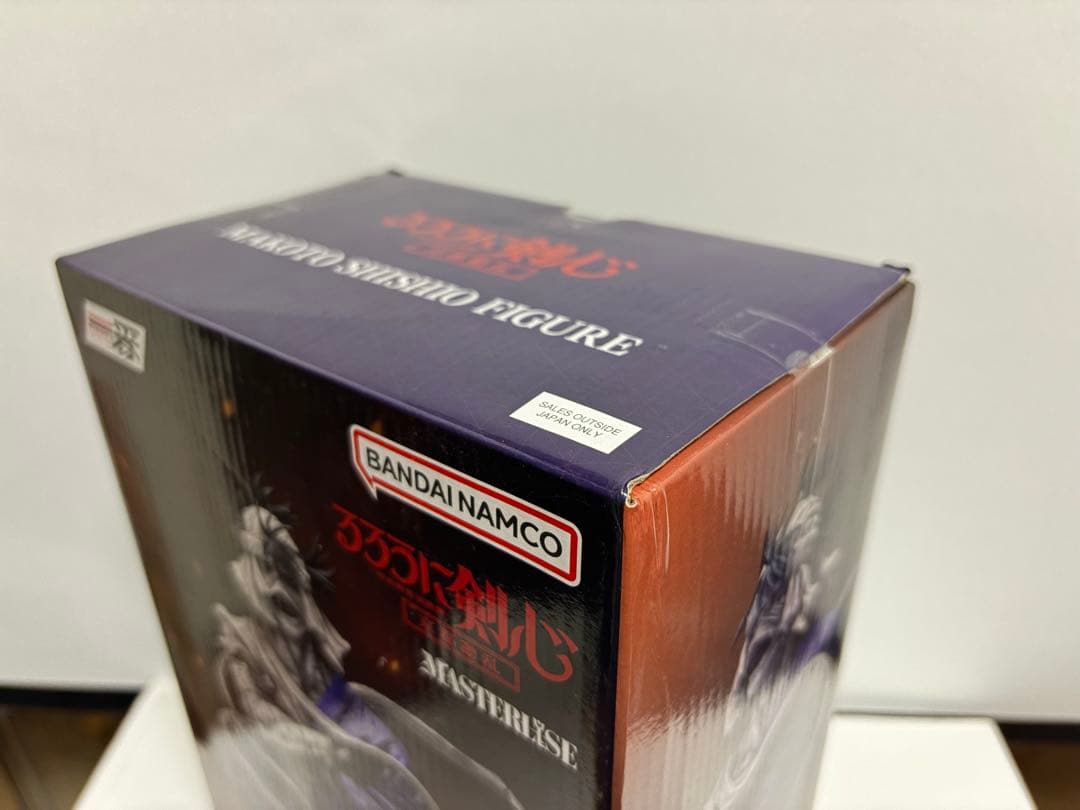 るろうに剣心
MAKOTO SHISHIO FIGURE
SALES OUTSIDE
JAPAN ONLY
BANDAI NAMCO
るろうに剣心
MASTERLISE